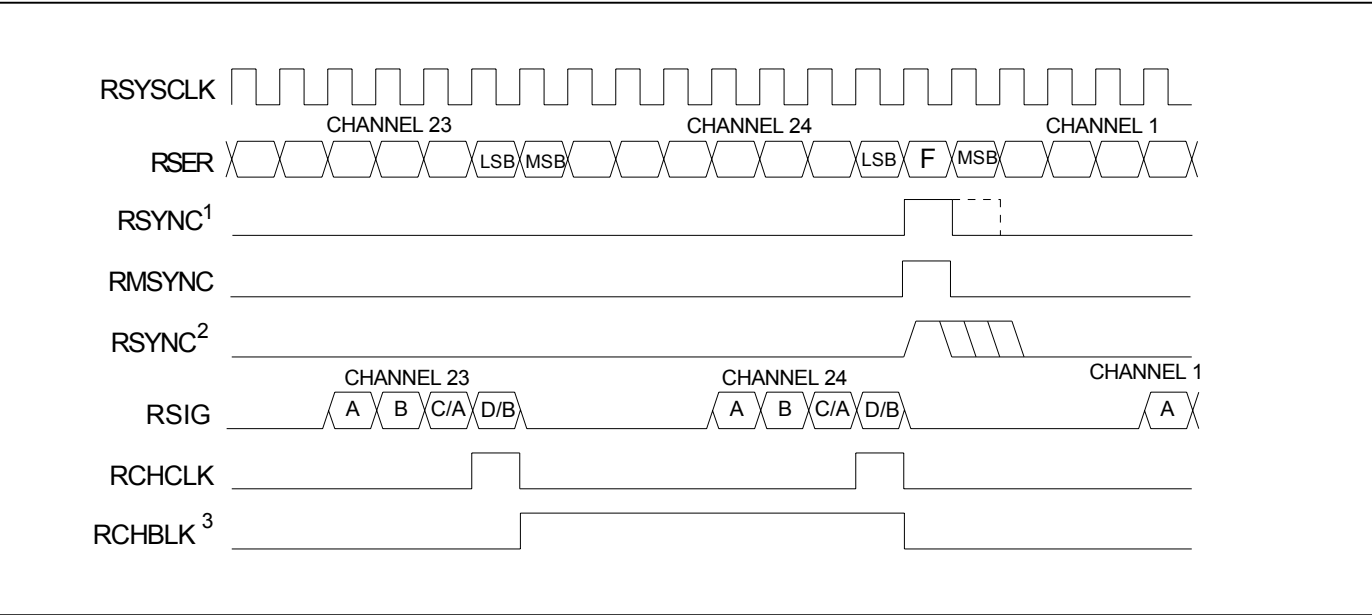 RSYSCLK
CHANNEL 23 CHANNEL 24 CHANNEL 1
RSER LSB MSB LSB F MSB
RSYNC1
RMSYNC
RSYNC2
CHANNEL 23 CHANNEL 24 CHANNEL 1
RSIG A B C/A D/B A B C/A D/B A
RCHCLK
RCHBLK 3